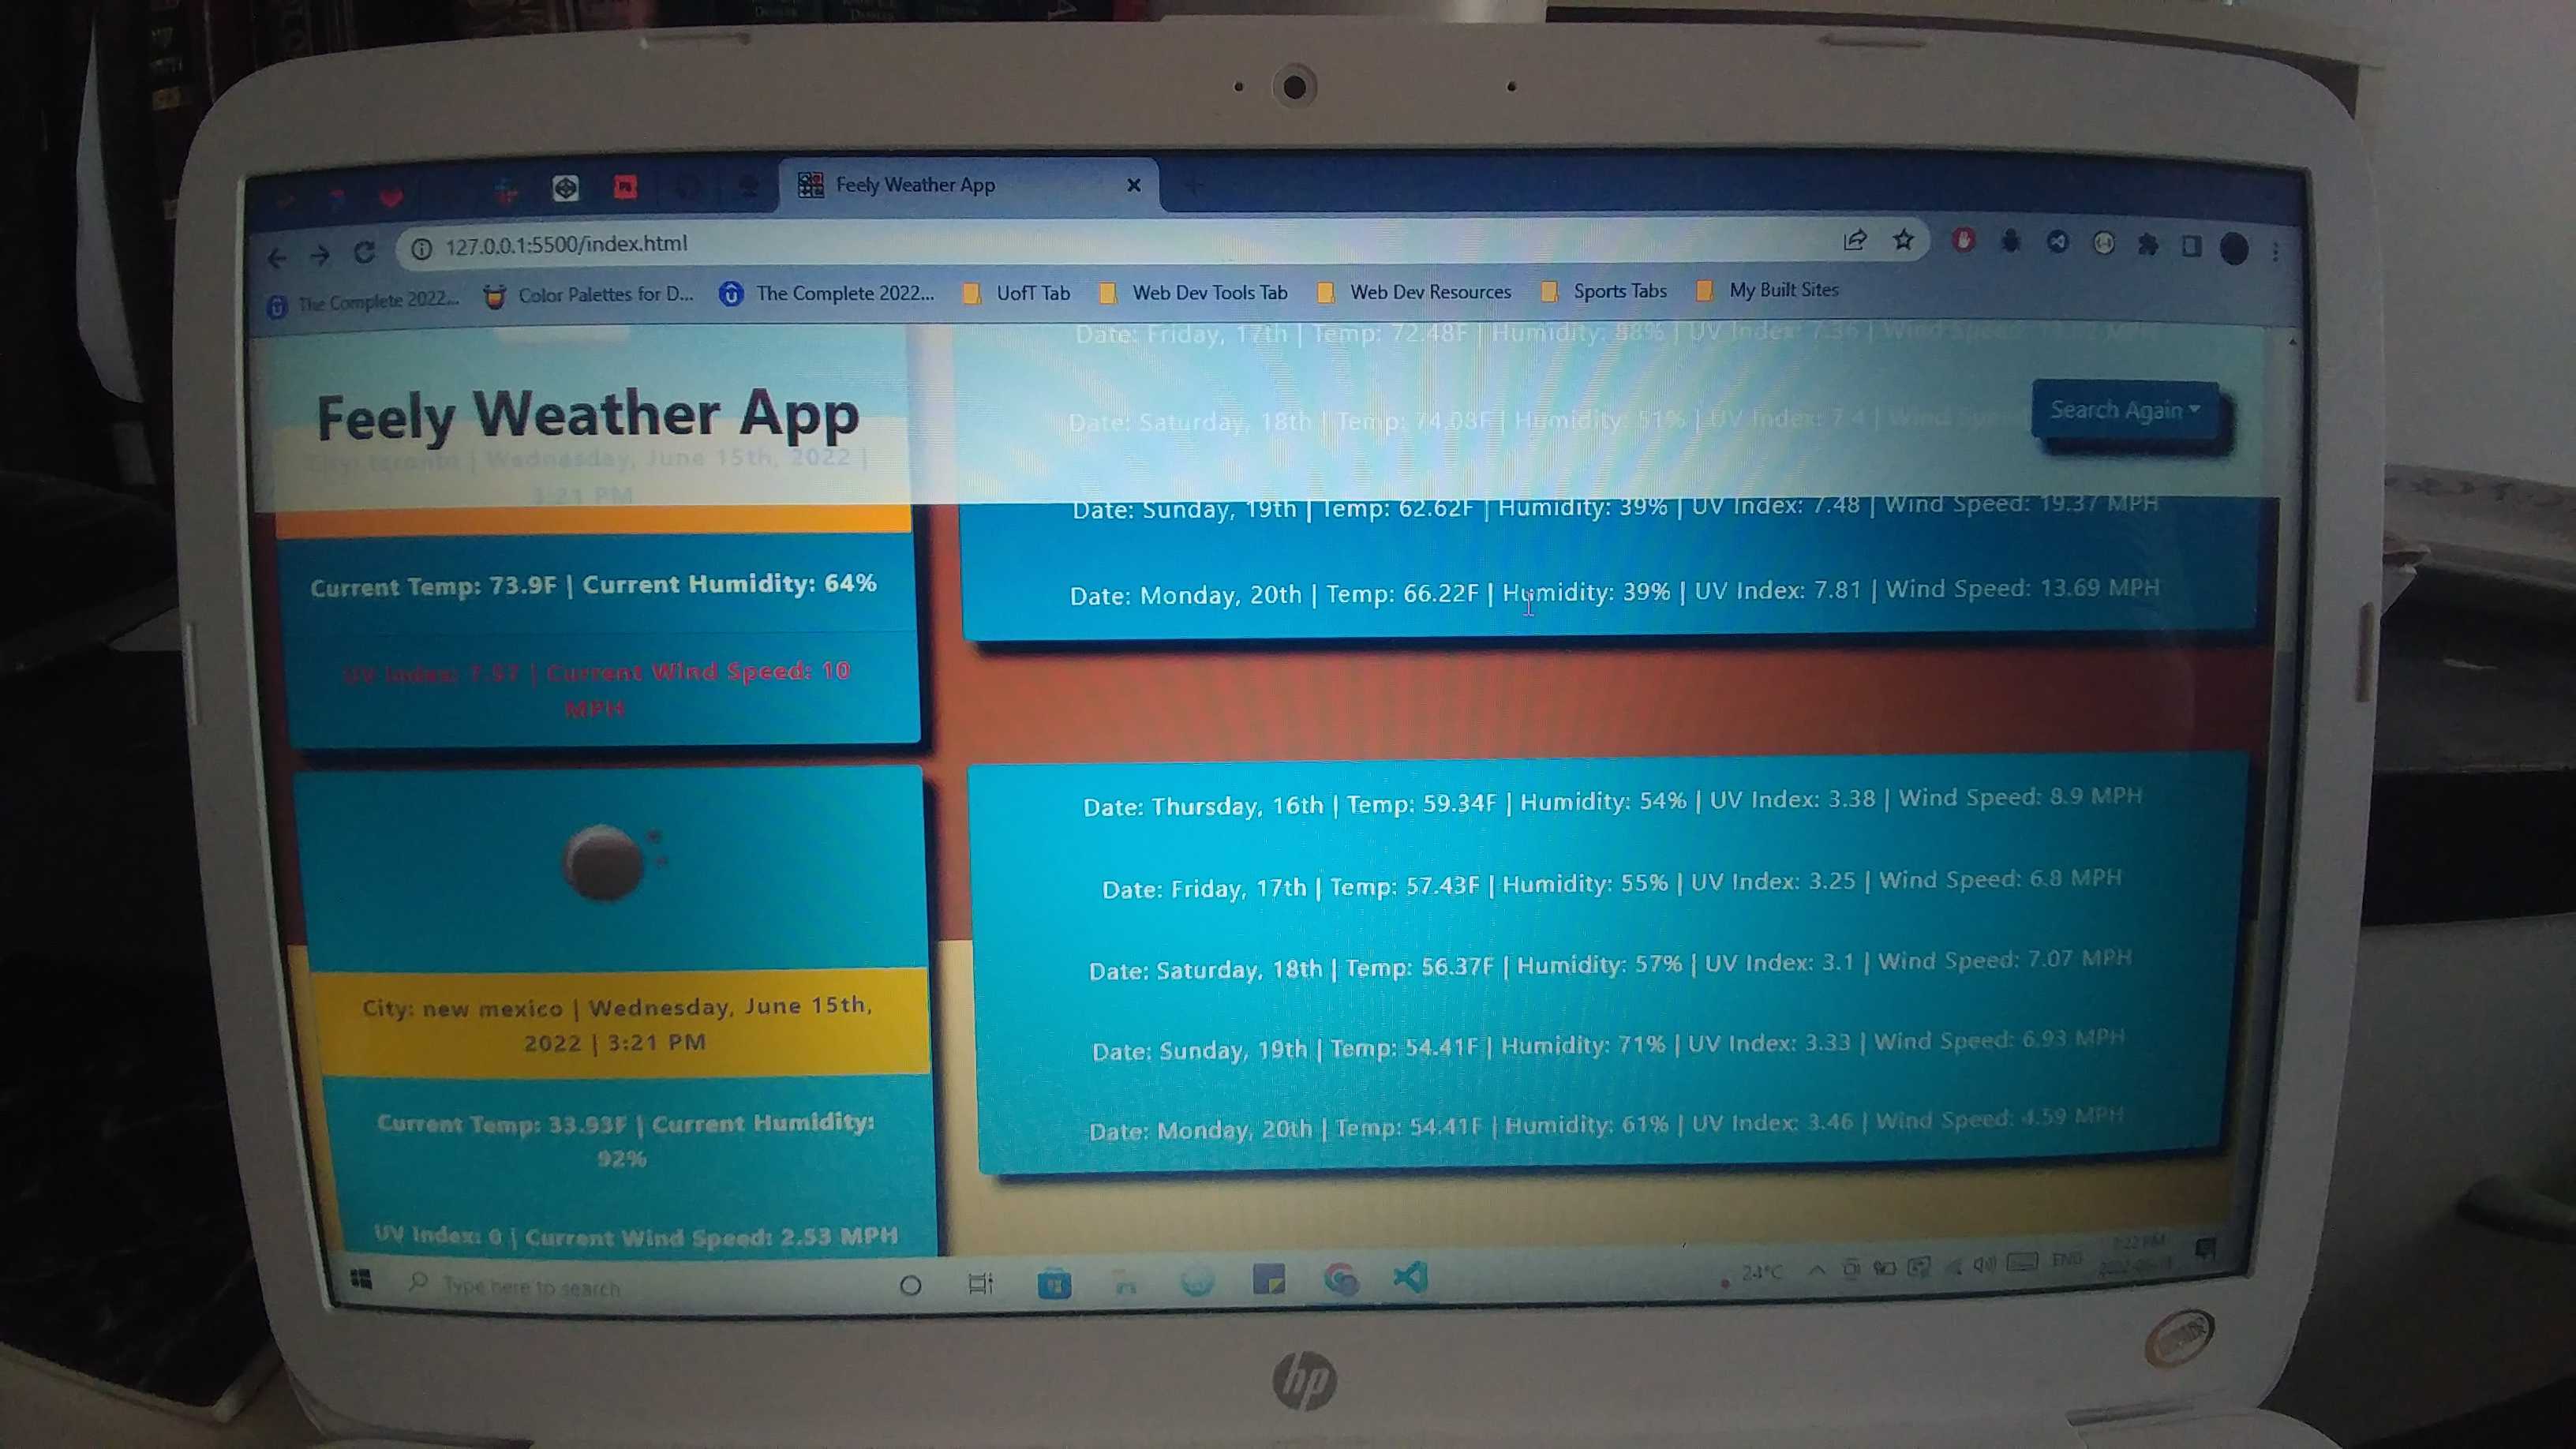 Feely Weather App
127.0.0.1:5500/index.html
The Complete 2022...
Color Palettes for D...
The Complete 2022...
UofT Tab
Web Dev Tools Tab
Web Dev Resources
Sports Tabs
My Built Sites
Date: Friday, 17th | Temp: 72.48F | Humidity: 88% | UV Index: 7.36 | Wind
Feely Weather App
Date: Saturday, 18th | Temp: 74.08F | Humidity: 51% | UV Index: 7.4 | Wind
Search Again
City: toronto | Wednesday, June 15th, 2022 |
3:21 PM
Date: Sunday, 19th | Temp: 62.62F | Humidity: 39% | UV Index: 7.48 | Wind Speed: 19.37 MPH
Date: Monday, 20th | Temp: 66.22F | Humidity: 39% | UV Index: 7.81 | Wind Speed: 13.69 MPH
Current Temp: 73.9F | Current Humidity: 64%
UV Index: 7.57 | Current Wind Speed: 10
MPH
Date: Thursday, 16th | Temp: 59.34F | Humidity: 54% | UV Index: 3.38 | Wind Speed: 8.9 MPH
Date: Friday, 17th | Temp: 57.43F | Humidity: 55% | UV Index: 3.25 | Wind Speed: 6.8 MPH
Date: Saturday, 18th | Temp: 56.37F | Humidity: 57% | UV Index: 3.1 | Wind Speed: 7.07 MPH
Date: Sunday, 19th | Temp: 54.41F | Humidity: 71% | UV Index: 3.33 | Wind Speed: 6.93 MPH
Date: Monday, 20th | Temp: 54.41F | Humidity: 61% | UV Index: 3.46 | Wind Speed: 4.59 MPH
City: new mexico | Wednesday, June 15th,
2022 | 3:21 PM
Current Temp: 33.93F | Current Humidity:
92%
UV Index: 0 | Current Wind Speed: 2.53 MPH
Type here to search
24°C
ENG
hp